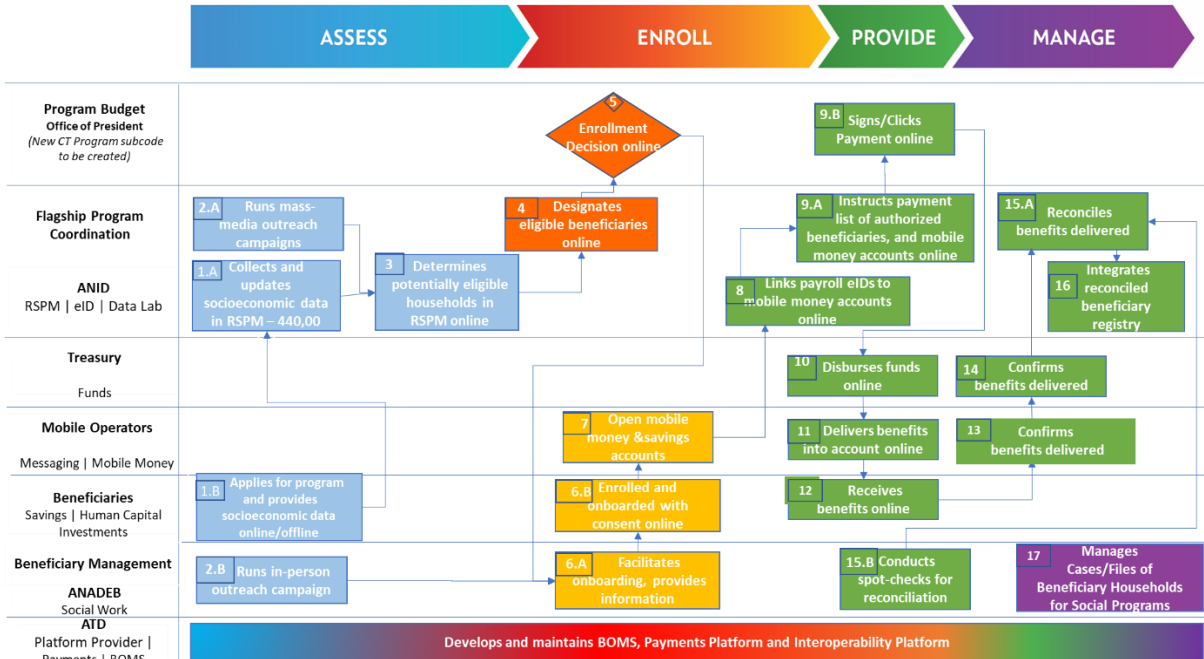 ASSESS
ENROLL
PROVIDE
MANAGE
Program Budget
Office of President
(New CT Program subcode
to be created)
5
Enrollment
Decision online
9.B
Signs/Clicks
Payment online
Flagship Program
Coordination
2.A
Runs mass-
media outreach
campaigns
4
Designates
eligible beneficiaries
online
9.A
Instructs payment
list of authorized
beneficiaries, and mobile
money accounts online
15.A
Reconciles
benefits delivered
ANID
RSPM | eID | Data Lab
1.A
Collects and
updates
socioeconomic data
in RSPM – 440,00
3
Determines
potentially eligible
households in
RSPM online
8
Links payroll eIDs to
mobile money accounts
online
16
Integrates
reconciled
beneficiary
registry
Treasury
Funds
10
Disburses funds
online
14
Confirms
benefits delivered
Mobile Operators
Messaging | Mobile Money
7
Open mobile
money &savings
accounts
11
Delivers benefits
into account online
13
Confirms
benefits delivered
Beneficiaries
Savings | Human Capital
Investments
1.B
Applies for
program and provides
socioeconomic data
online/offline
6.B
Enrolled and
onboarded with
consent online
12
Receives
benefits online
Beneficiary Management
ANADEB
Social Work
2.B
Runs in-person
outreach campaign
6.A
Facilitates
onboarding, provides
information
15.B
Conducts
spot-checks for
reconciliation
17
Manages
Cases/Files of
Beneficiary Households
for Social Programs
ATD
Platform Provider |
Payments | BOMS
Develops and maintains BOMS, Payments Platform and Interoperability Platform